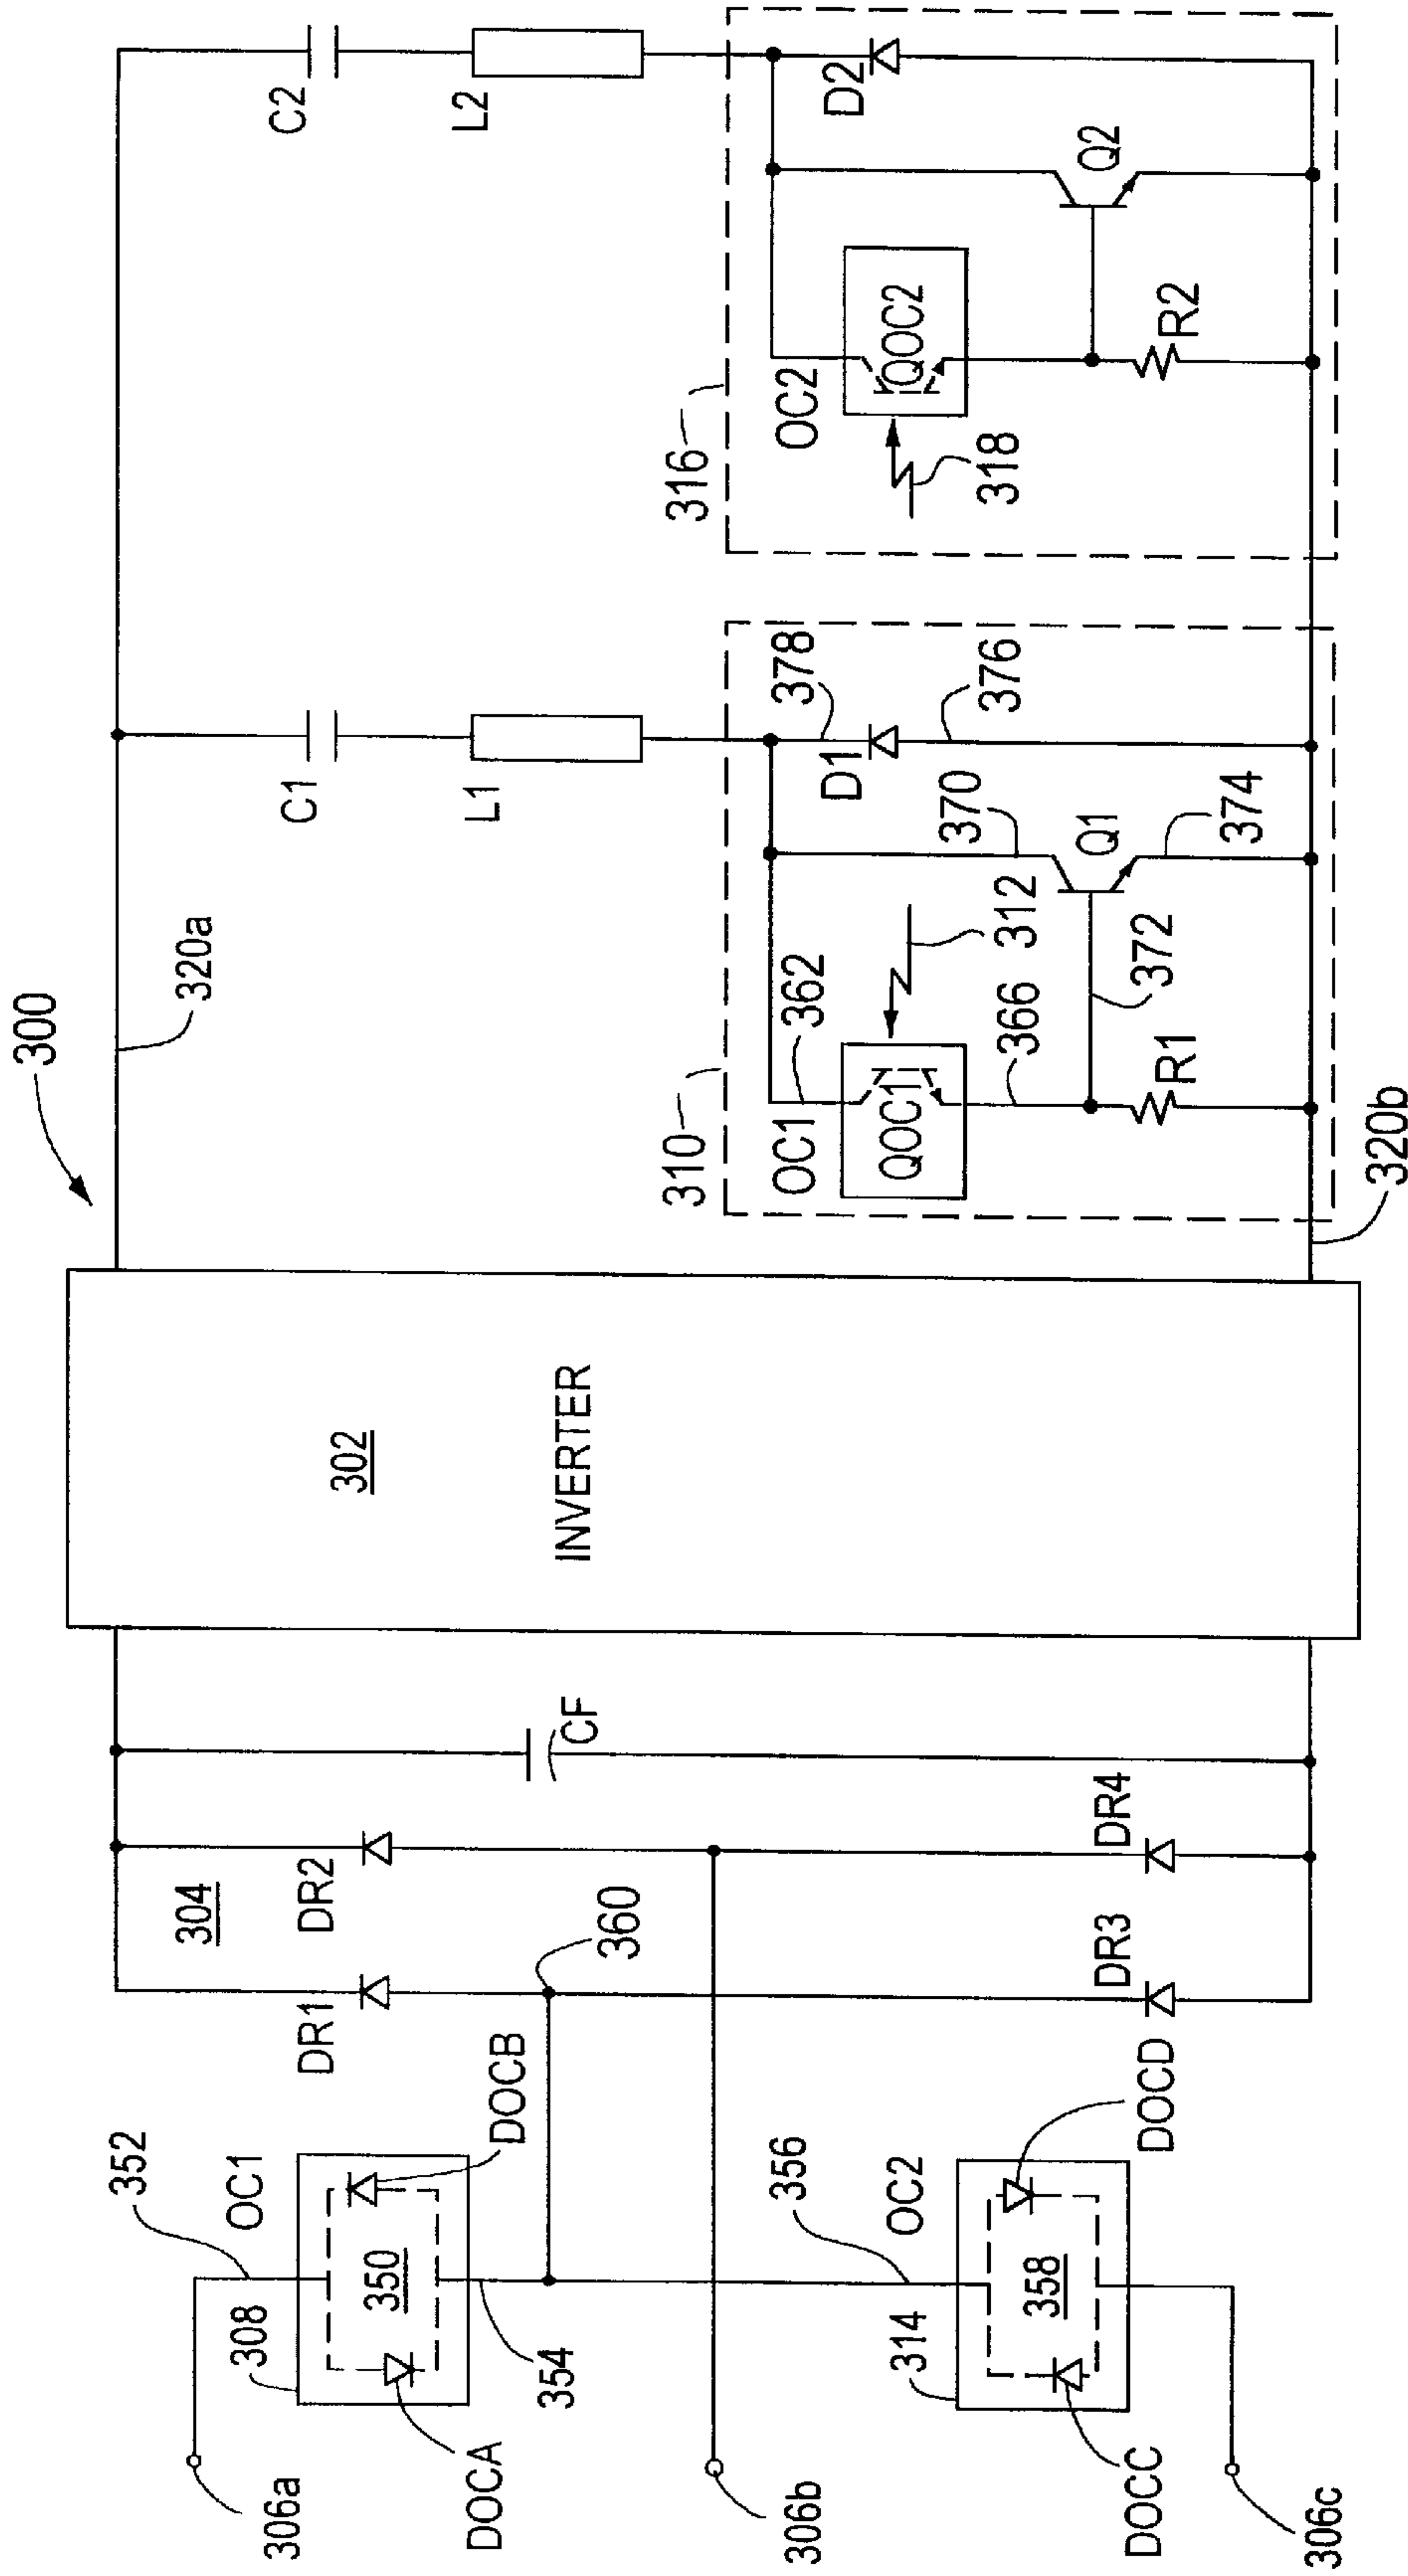 300
320a
C1
C2
L1
L2
310
316
OC1
362
378
D1
376
QOC1
312
370
Q1
374
366
372
R1
320b
OC2
QOC2
318
D2
Q2
R2
302
INVERTER
304
CF
DR1
DR2
360
DR3
DR4
352
OC1
308
350
DOCB
DOCA
354
356
OC2
314
358
DOCD
DOCC
306a
306b
306c